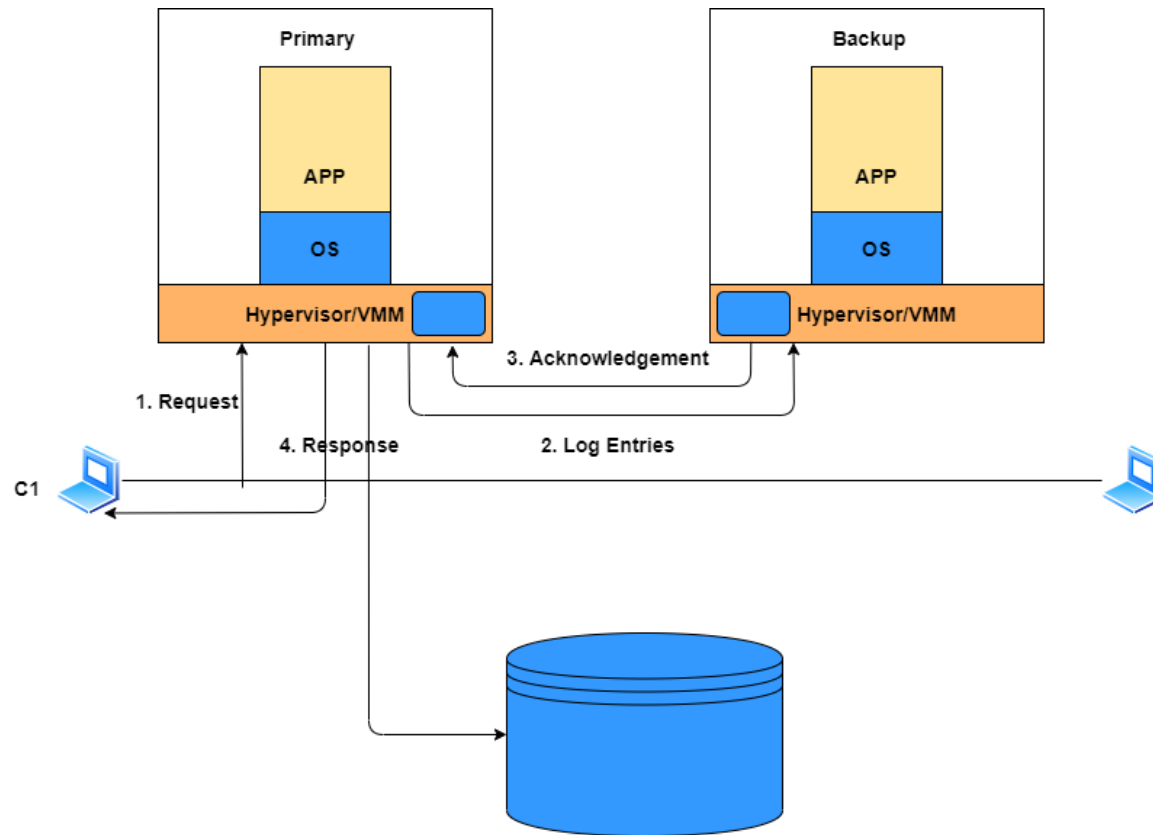 Primary
Backup
APP
APP
OS
OS
Hypervisor/VMM
Hypervisor/VMM
3. Acknowledgement
1. Request
4. Response
2. Log Entries
C1